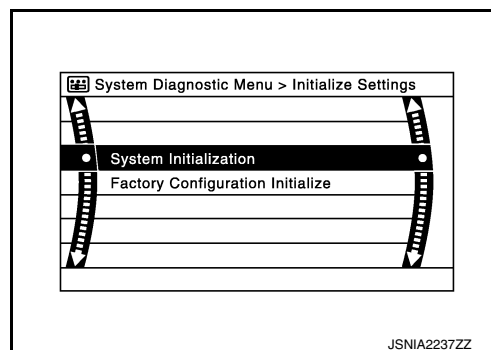 System Diagnostic Menu > Initialize Settings
System Initialization
Factory Configuration Initialize
JSNIA2237ZZ